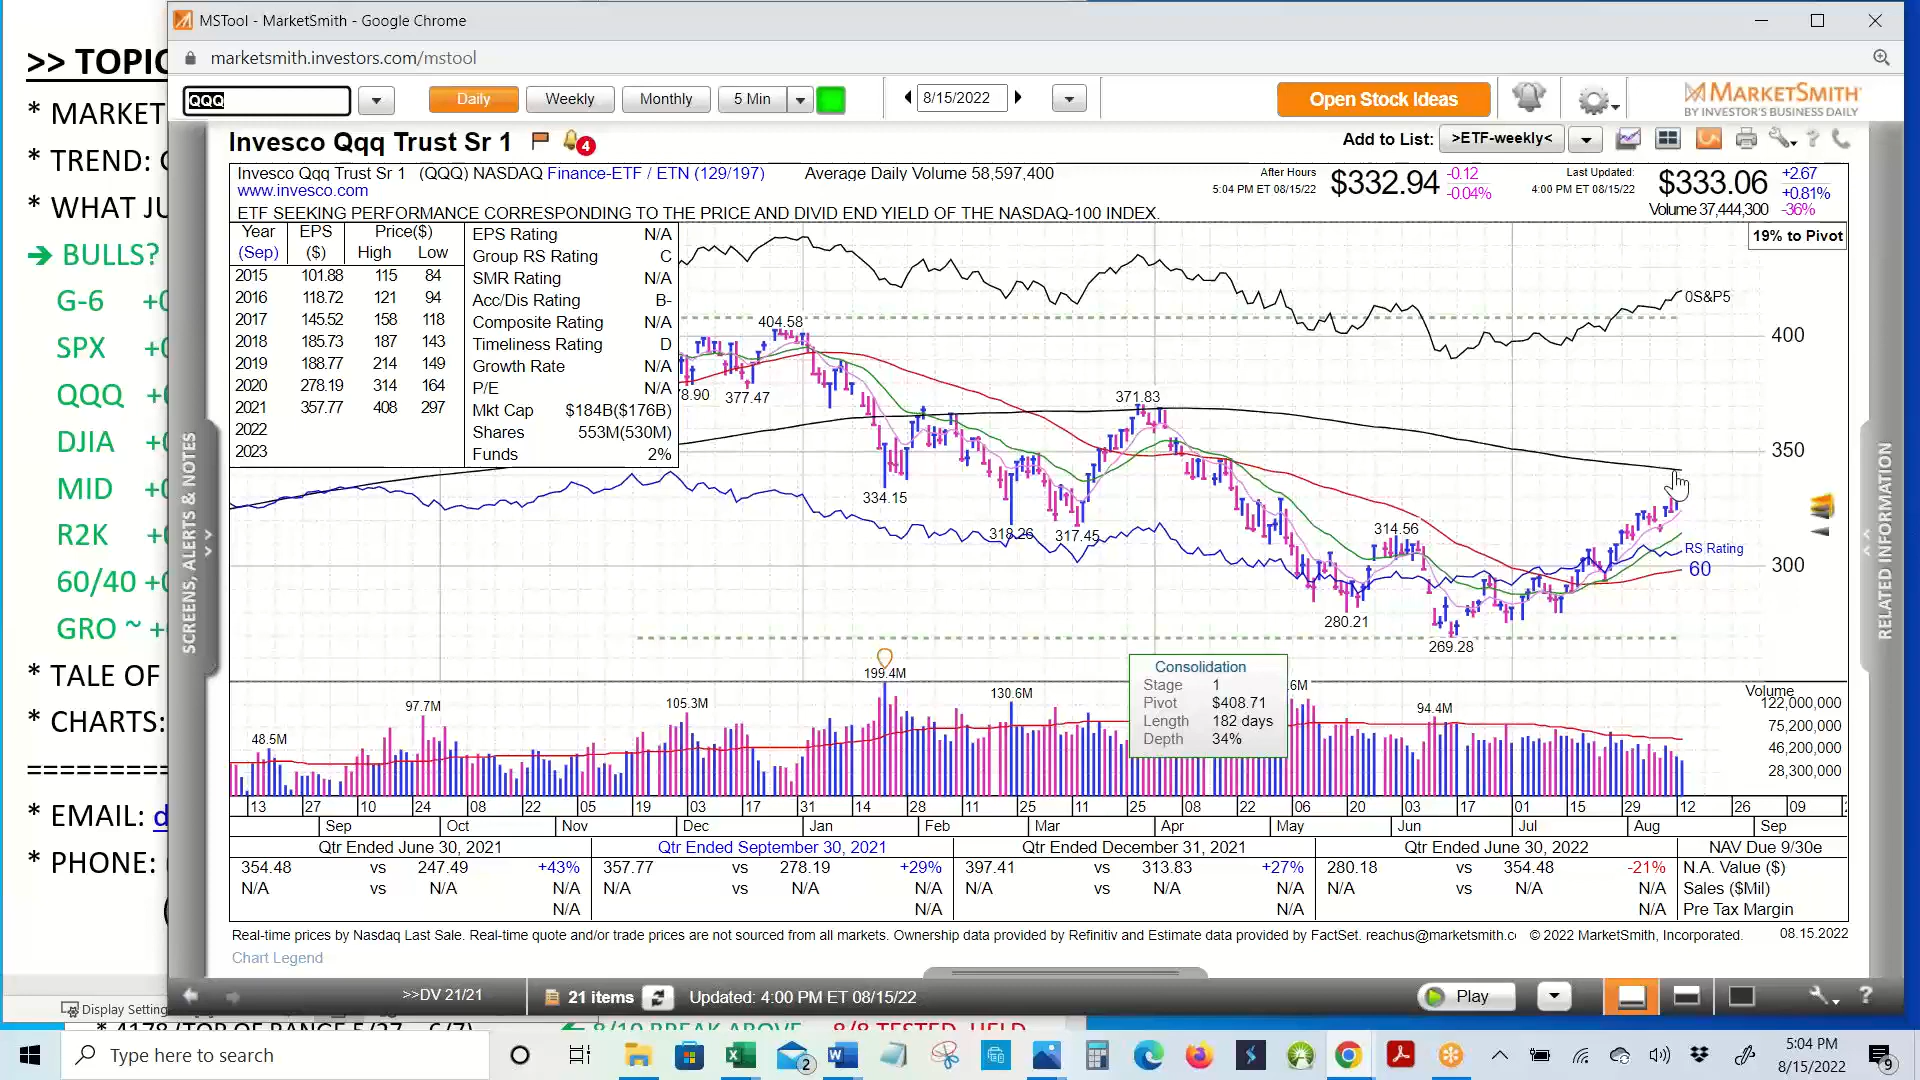 MSTool - MarketSmith - Google Chrome
marketsmith.investors.com/mstool
QQQ
Daily
Weekly
Monthly
5 Min
8/15/2022
Open Stock Ideas
MARKETSMITH
BY INVESTOR'S BUSINESS DAILY
>> TOPIC
* MARKET
* TREND:
* WHAT JU
BULLS?
G-6 +0
SPX +0
QQQ +0
DJIA +0
MID +0
R2K +0
60/40 +0
GRO ~ +
* TALE OF
* CHARTS:
* EMAIL: d
* PHONE:
SCREENS, ALERTS & NOTES
RELATED INFORMATION
Invesco Qqq Trust Sr 1
4
Add to List:
>ETF-weekly<
Invesco Qqq Trust Sr 1 (QQQ) NASDAQ Finance-ETF / ETN (129/197) Average Daily Volume 58,597,400
www.invesco.com
ETF SEEKING PERFORMANCE CORRESPONDING TO THE PRICE AND DIVID END YIELD OF THE NASDAQ-100 INDEX.
After Hours
5:04 PM ET 08/15/22
$332.94
-0.12
-0.04%
Last Updated:
4:00 PM ET 08/15/22
$333.06
+2.67
+0.81%
Volume 37,444,300 -36%
19% to Pivot
Year EPS Price($)
(Sep) ($) High Low
2015 101.88 115 84
2016 118.72 121 94
2017 145.52 158 118
2018 185.73 187 143
2019 188.77 214 149
2020 278.19 314 164
2021 357.77 408 297
2022
2023
EPS Rating N/A
Group RS Rating C
SMR Rating N/A
Acc/Dis Rating B-
Composite Rating N/A
Timeliness Rating D
Growth Rate N/A
P/E N/A
Mkt Cap $184B($176B)
Shares 553M(530M)
Funds 2%
0S&P5
400
350
300
404.58
8.90
377.47
371.83
334.15
318.26
317.45
314.56
280.21
269.28
RS Rating
60
Consolidation
Stage 1
Pivot $408.71
Length 182 days
Depth 34%
48.5M
97.7M
105.3M
199.4M
130.6M
6M
94.4M
Volume
122,000,000
75,200,000
46,200,000
28,300,000
13 27 10 24 08 22 05 19 03 17 31 14 28 11 25 11 25 08 22 06 20 03 17 01 15 29 12 26 09
Sep Oct Nov Dec Jan Feb Mar Apr May Jun Jul Aug Sep
Qtr Ended June 30, 2021 Qtr Ended September 30, 2021 Qtr Ended December 31, 2021 Qtr Ended June 30, 2022 NAV Due 9/30e
354.48 vs 247.49 +43% 357.77 vs 278.19 +29% 397.41 vs 313.83 +27% 280.18 vs 354.48 -21% N.A. Value ($)
N/A vs N/A N/A N/A vs N/A N/A N/A vs N/A N/A N/A vs N/A N/A Sales ($Mil)
N/A N/A N/A N/A Pre Tax Margin
Real-time prices by Nasdaq Last Sale. Real-time quote and/or trade prices are not sourced from all markets. Ownership data provided by Refinitiv and Estimate data provided by FactSet. reachus@marketsmith.c © 2022 MarketSmith, Incorporated. 08.15.2022
Chart Legend
>>DV 21/21
21 items
Updated: 4:00 PM ET 08/15/22
Play
Display Setting
Type here to search
2
5:04 PM
8/15/2022
9